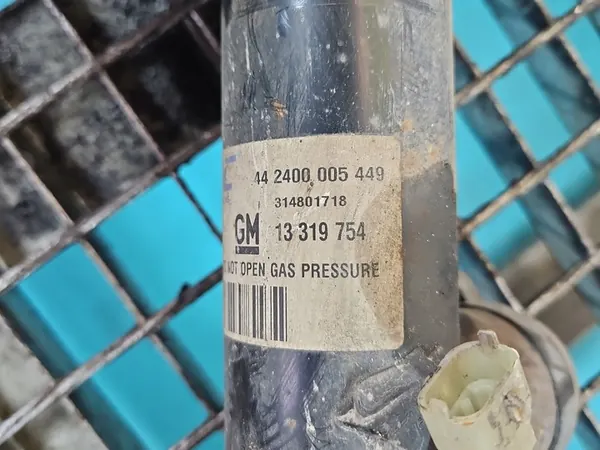 44 2400 005 449
314801718
GM 13 319 754
NOT OPEN GAS PRESSURE